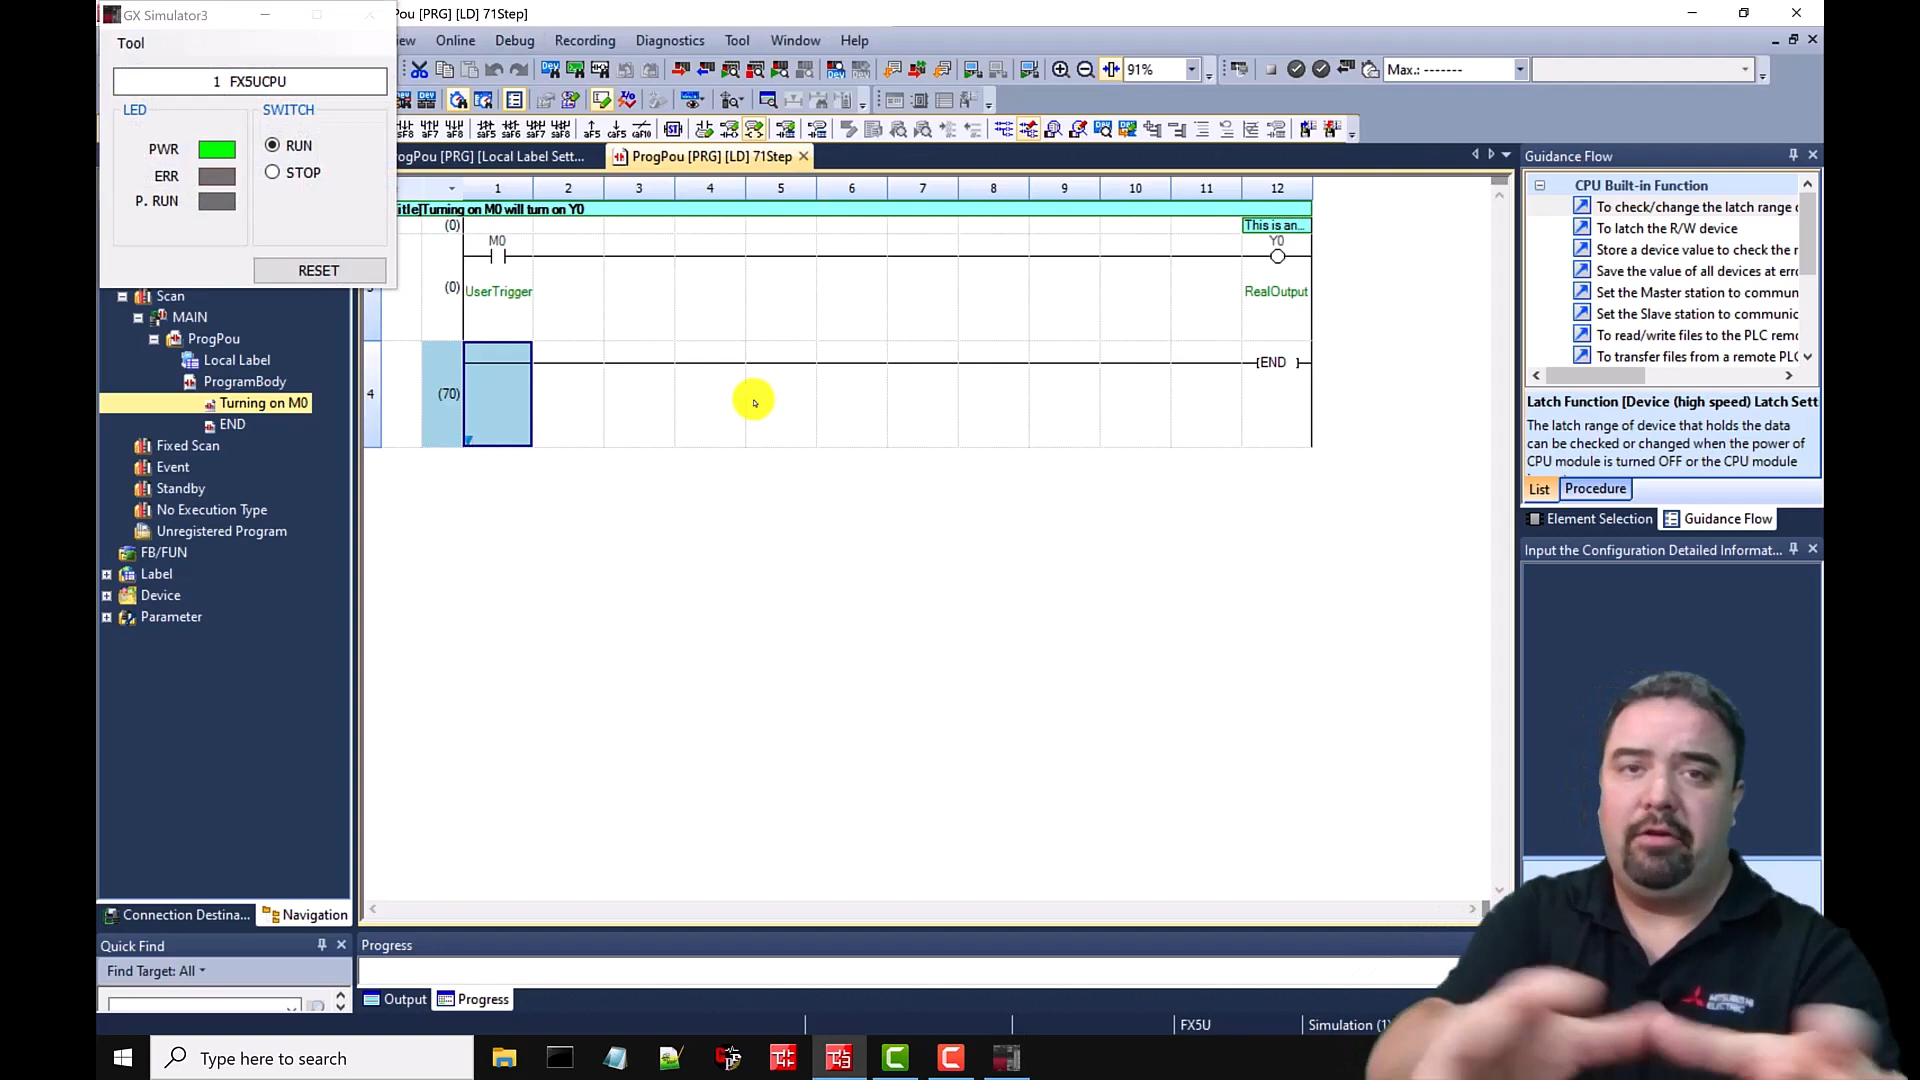 GX Simulator3
Pou [PRG] [LD] 71Step]
Tool
ew Online Debug Recording Diagnostics Tool Window Help
1 FX5UCPU
91%
Max.: -------
LED
SWITCH
PWR
RUN
ERR
STOP
P. RUN
RESET
rogPou [PRG] [Local Label Sett...
ProgPou [PRG] [LD] 71Step
1 2 3 4 5 6 7 8 9 10 11 12
itle]Turning on M0 will turn on Y0
(0)
This is an...
M0
Y0
(0)
UserTrigger
RealOutput
4
(70)
[END ]
Scan
MAIN
ProgPou
Local Label
ProgramBody
Turning on M0
END
Fixed Scan
Event
Standby
No Execution Type
Unregistered Program
FB/FUN
Label
Device
Parameter
Connection Destina...
Navigation
Quick Find
Find Target: All
Progress
Output
Progress
Guidance Flow
CPU Built-in Function
To check/change the latch range
To latch the R/W device
Store a device value to check the r
Save the value of all devices at erro
Set the Master station to commun
Set the Slave station to communic
To read/write files to the PLC remo
To transfer files from a remote PLC
Latch Function [Device (high speed) Latch Sett
The latch range of device that holds the data
can be checked or changed when the power of
CPU module is turned OFF or the CPU module
List
Procedure
Element Selection
Guidance Flow
Input the Configuration Detailed Informat...
MITSUBISHI
ELECTRIC
FX5U
Simulation (1)
Type here to search